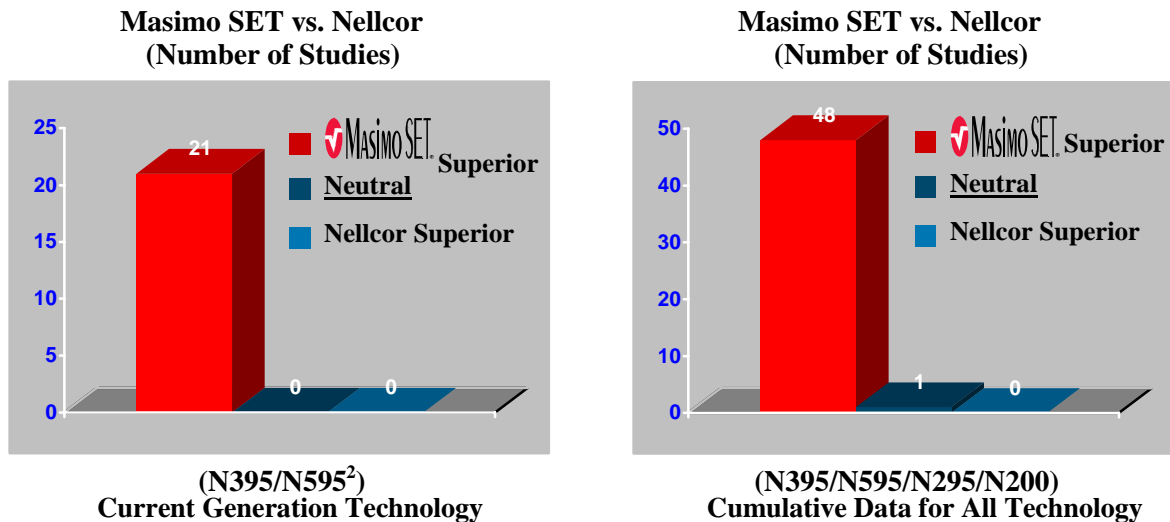 Masimo SET vs. Nellcor
(Number of Studies)
25
20
15
10
5
0
21
0
0
Masimo SET® Superior
Neutral
Nellcor Superior
(N395/N595²)
Current Generation Technology
Masimo SET vs. Nellcor
(Number of Studies)
50
40
30
20
10
0
48
1
0
Masimo SET® Superior
Neutral
Nellcor Superior
(N395/N595/N295/N200)
Cumulative Data for All Technology